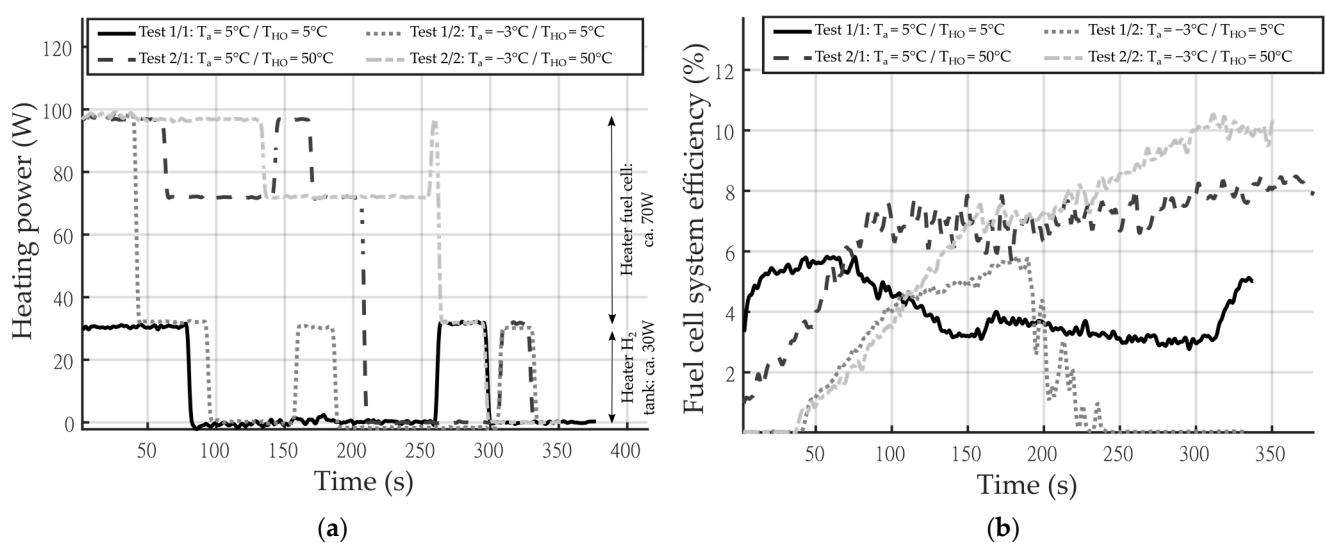 Test 1/1: Tₐ = 5°C / T_HO = 5°C
Test 1/2: Tₐ = −3°C / T_HO = 5°C
Test 2/1: Tₐ = 5°C / T_HO = 50°C
Test 2/2: Tₐ = −3°C / T_HO = 50°C
Heating power (W)
120
100
80
60
40
20
0
Heater fuel cell:
ca. 70W
Heater H₂
tank: ca. 30W
50 100 150 200 250 300 350 400
Time (s)
(a)
Test 1/1: Tₐ = 5°C / T_HO = 5°C
Test 1/2: Tₐ = −3°C / T_HO = 5°C
Test 2/1: Tₐ = 5°C / T_HO = 50°C
Test 2/2: Tₐ = −3°C / T_HO = 50°C
Fuel cell system efficiency (%)
12
10
8
6
4
2
50 100 150 200 250 300 350
Time (s)
(b)